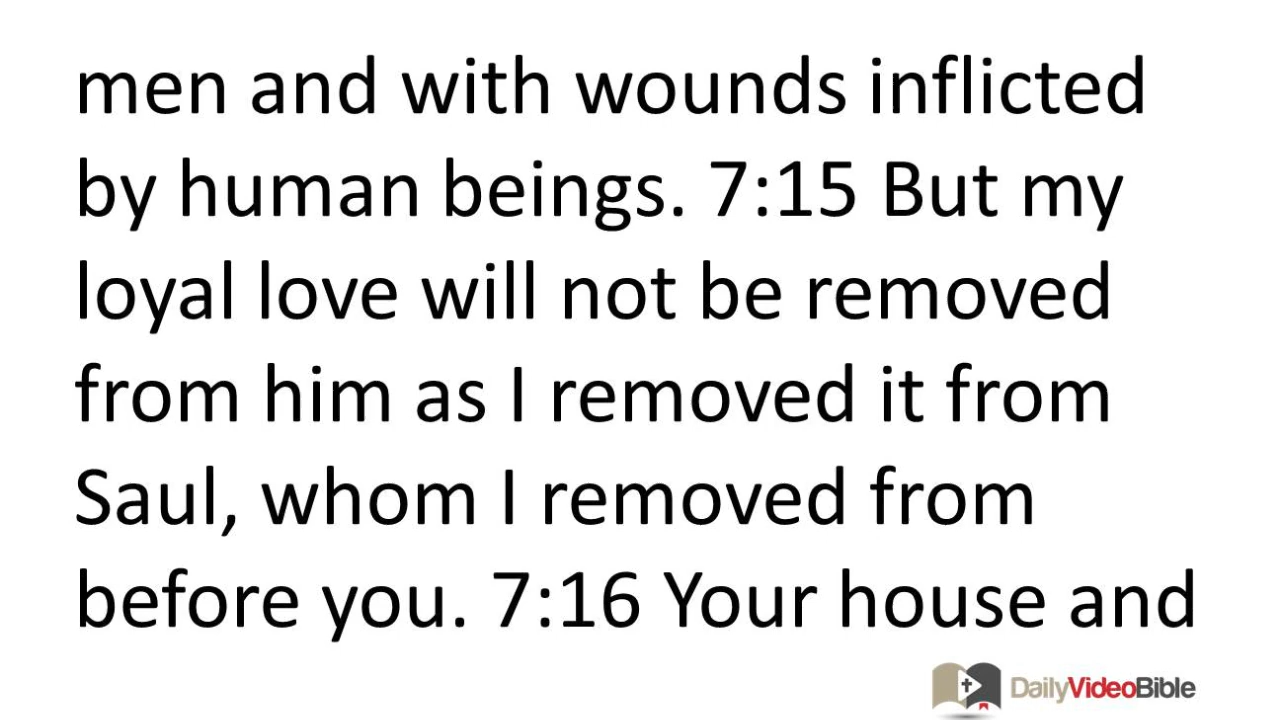 men and with wounds inflicted
by human beings. 7:15 But my
loyal love will not be removed
from him as I removed it from
Saul, whom I removed from
before you. 7:16 Your house and
DailyVideoBible